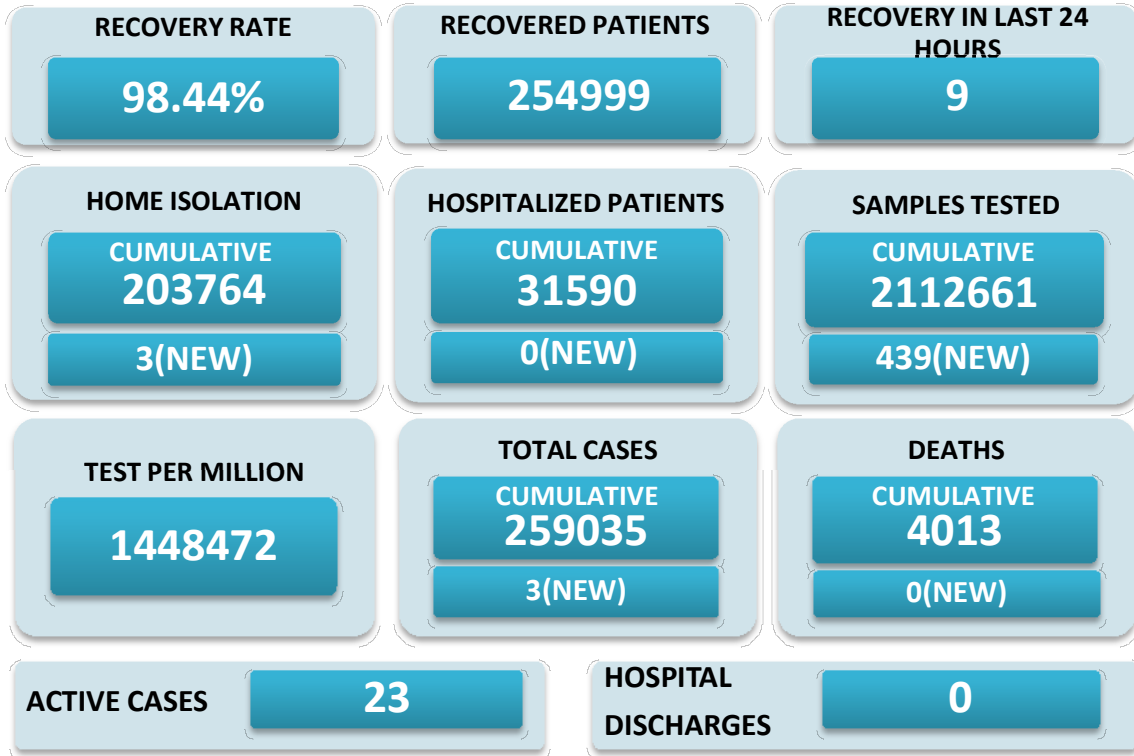 RECOVERY RATE
98.44%
RECOVERED PATIENTS
254999
RECOVERY IN LAST 24
HOURS
9
HOME ISOLATION
CUMULATIVE
203764
3(NEW)
HOSPITALIZED PATIENTS
CUMULATIVE
31590
0(NEW)
SAMPLES TESTED
CUMULATIVE
2112661
439(NEW)
TEST PER MILLION
1448472
TOTAL CASES
CUMULATIVE
259035
3(NEW)
DEATHS
CUMULATIVE
4013
0(NEW)
ACTIVE CASES
23
HOSPITAL
DISCHARGES
0